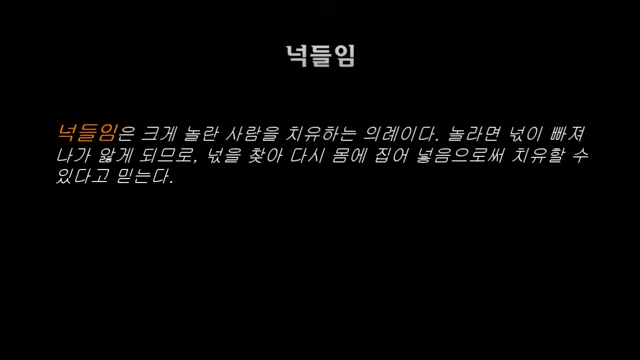 넋들임
넋들임은 크게 놀란 사람을 치유하는 의례이다. 놀라면 넋이 빠져
나가 앓게 되므로, 넋을 찾아 다시 몸에 집어 넣음으로써 치유할 수
있다고 믿는다.